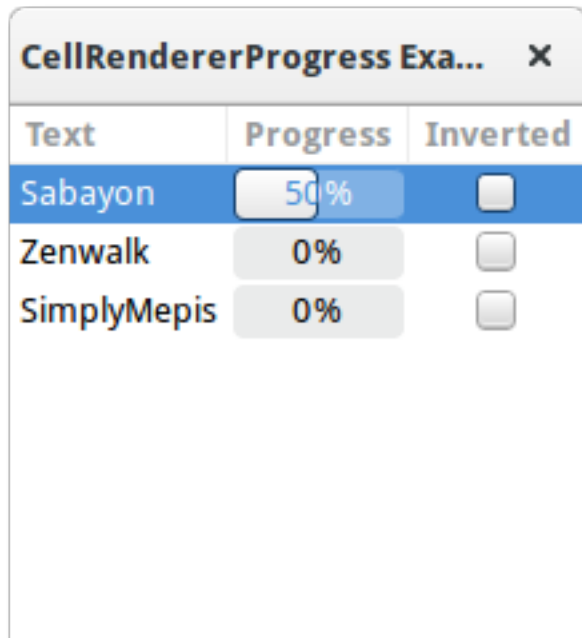 CellRendererProgress Exa...
Text Progress Inverted
Sabayon 50%
Zenwalk 0%
SimplyMepis 0%